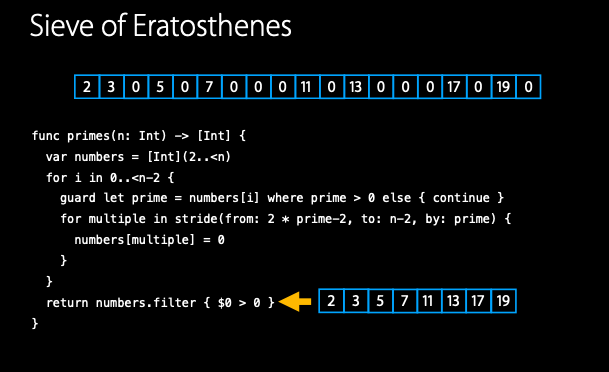 Sieve of Eratosthenes
2 3 0 5 0 7 0 0 0 11 0 13 0 0 0 17 0 19 0
func primes(n: Int) -> [Int] {
var numbers = [Int](2..<n)
for i in 0..<n-2 {
guard let prime = numbers[i] where prime > 0 else { continue }
for multiple in stride(from: 2 * prime-2, to: n-2, by: prime) {
numbers[multiple] = 0
}
}
return numbers.filter { $0 > 0 } 2 3 5 7 11 13 17 19
}